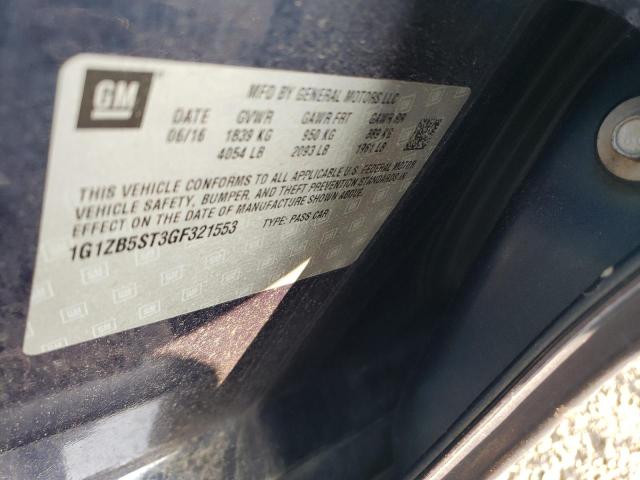 GM
MFD BY GENERAL MOTORS LLC
DATE GVWR GAWR FRT GAWR RR
06/16 1839 KG 950 KG 889 KG
4054 LB 2093 LB 1961 LB
THIS VEHICLE CONFORMS TO ALL APPLICABLE U.S. FEDERAL MOTOR
VEHICLE SAFETY, BUMPER, AND THEFT PREVENTION STANDARDS IN
EFFECT ON THE DATE OF MANUFACTURE SHOWN ABOVE.
1G1ZB5ST3GF321553 TYPE: PASS CAR